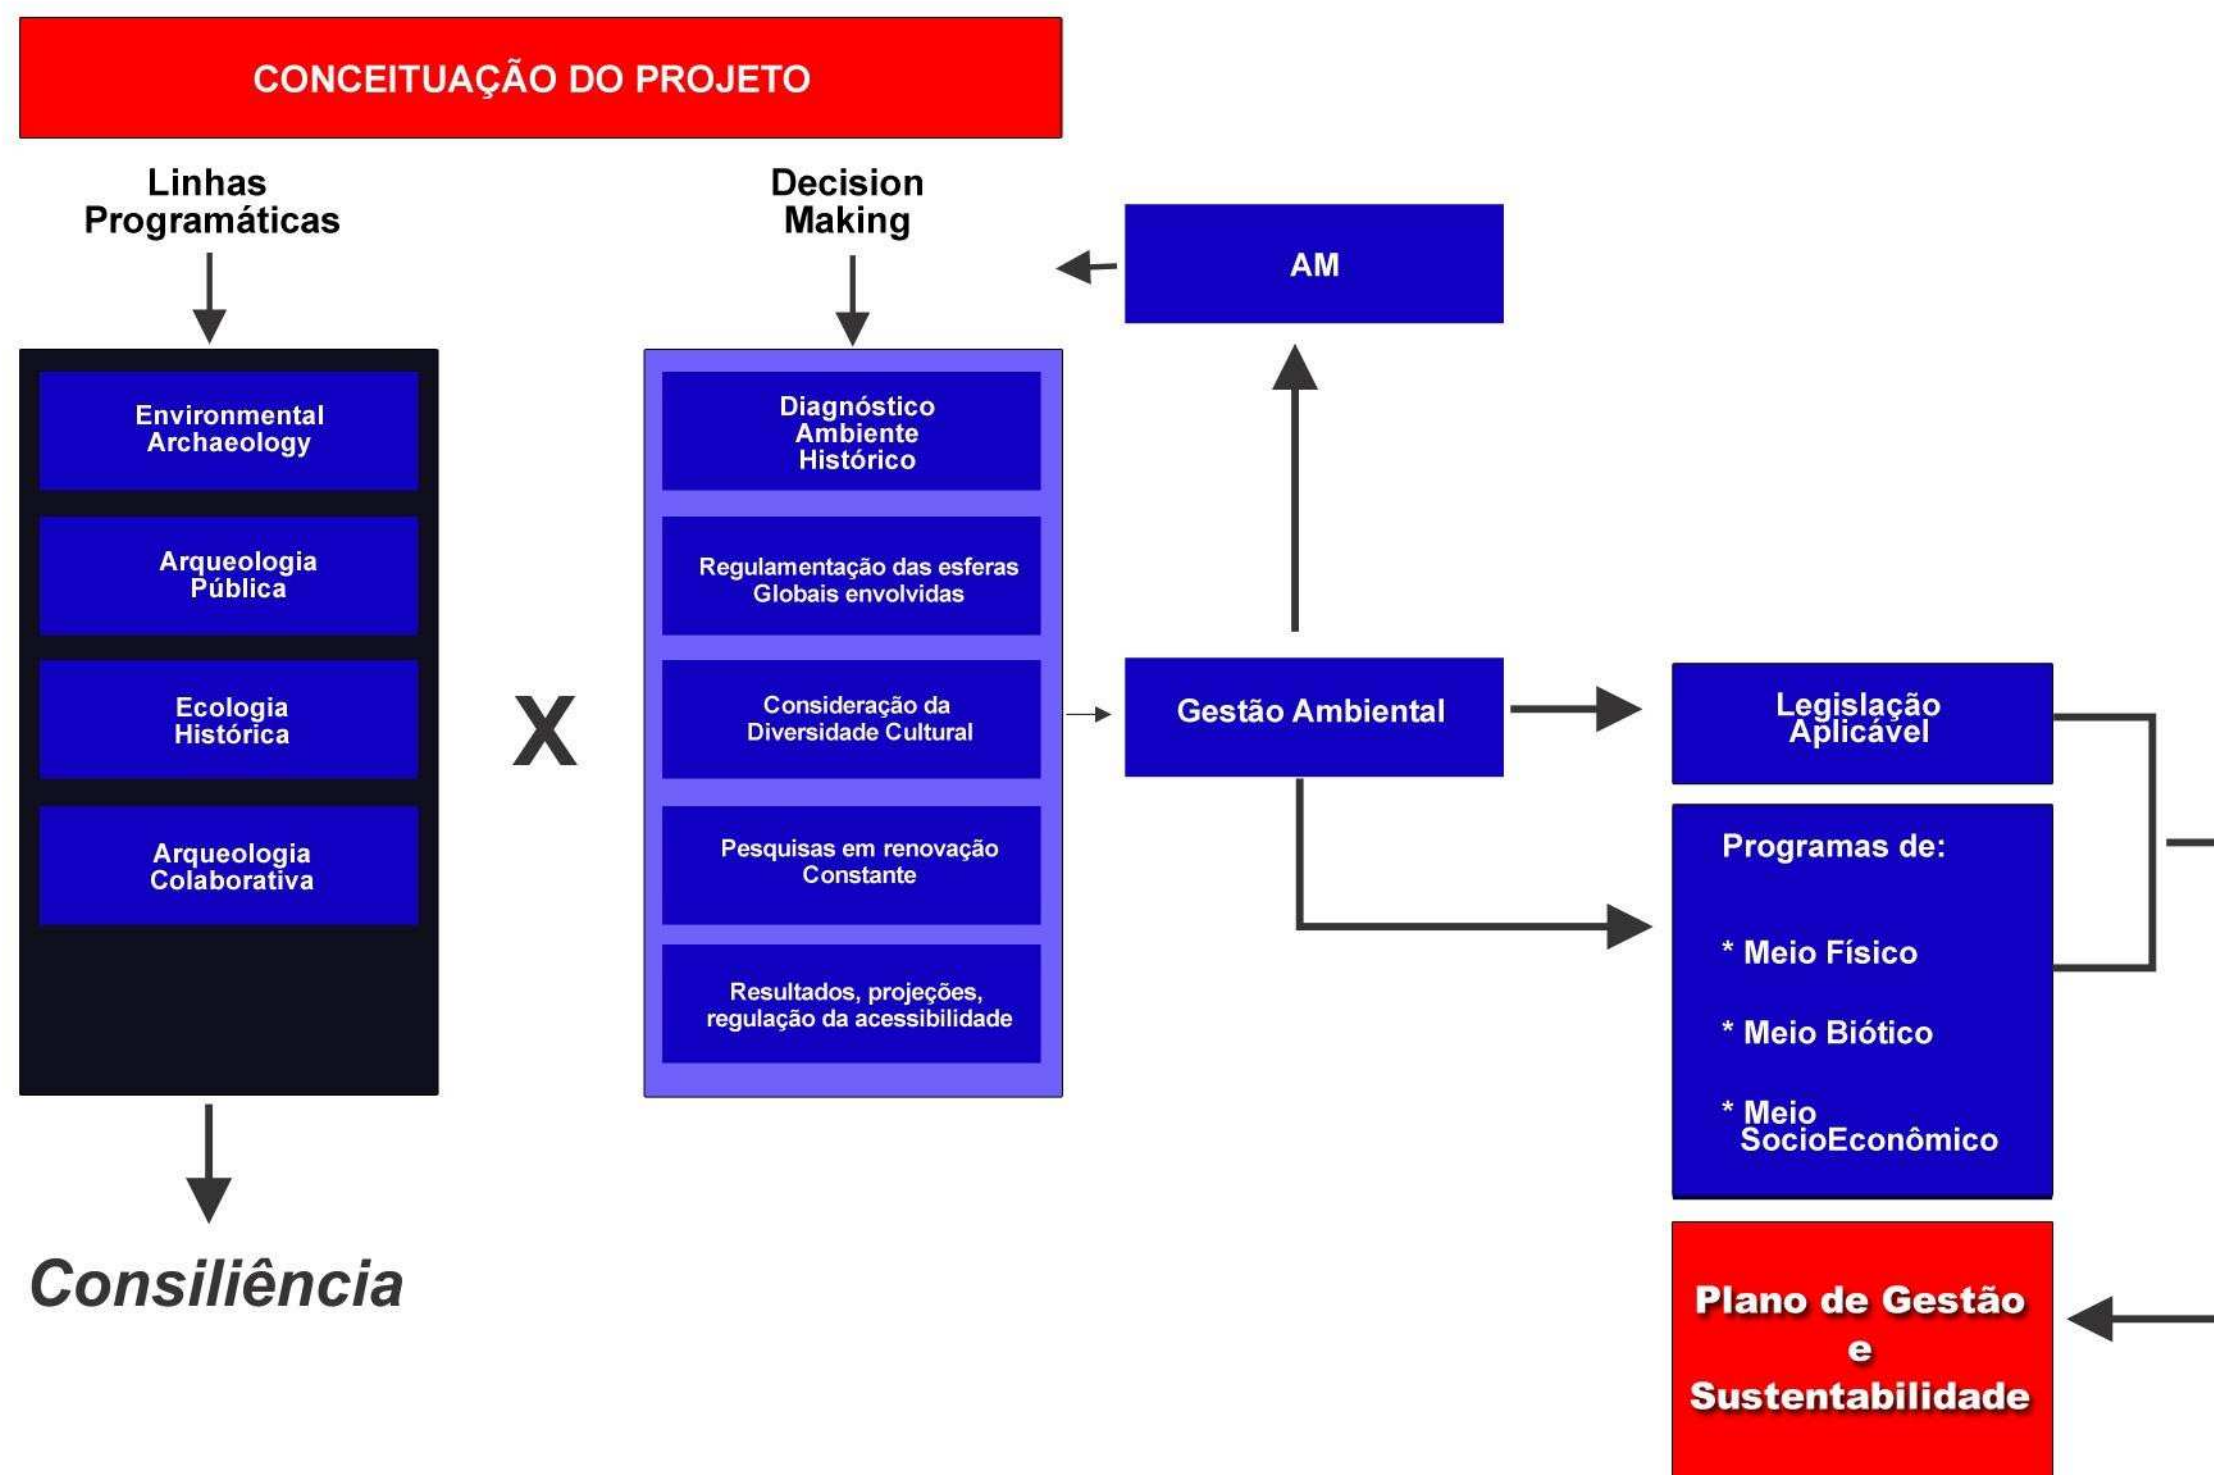 CONCEITUAÇÃO DO PROJETO
Linhas
Programáticas
Environmental
Archaeology
Arqueologia
Pública
Ecologia
Histórica
Arqueologia
Colaborativa
Consiliência
X
Decision
Making
Diagnóstico
Ambiente
Histórico
Regulamentação das esferas
Globais envolvidas
Consideração da
Diversidade Cultural
Pesquisas em renovação
Constante
Resultados, projeções,
regulação da acessibilidade
AM
Gestão Ambiental
Legislação
Aplicável
Programas de:
* Meio Físico
* Meio Biótico
* Meio
SocioEconômico
Plano de Gestão
e
Sustentabilidade